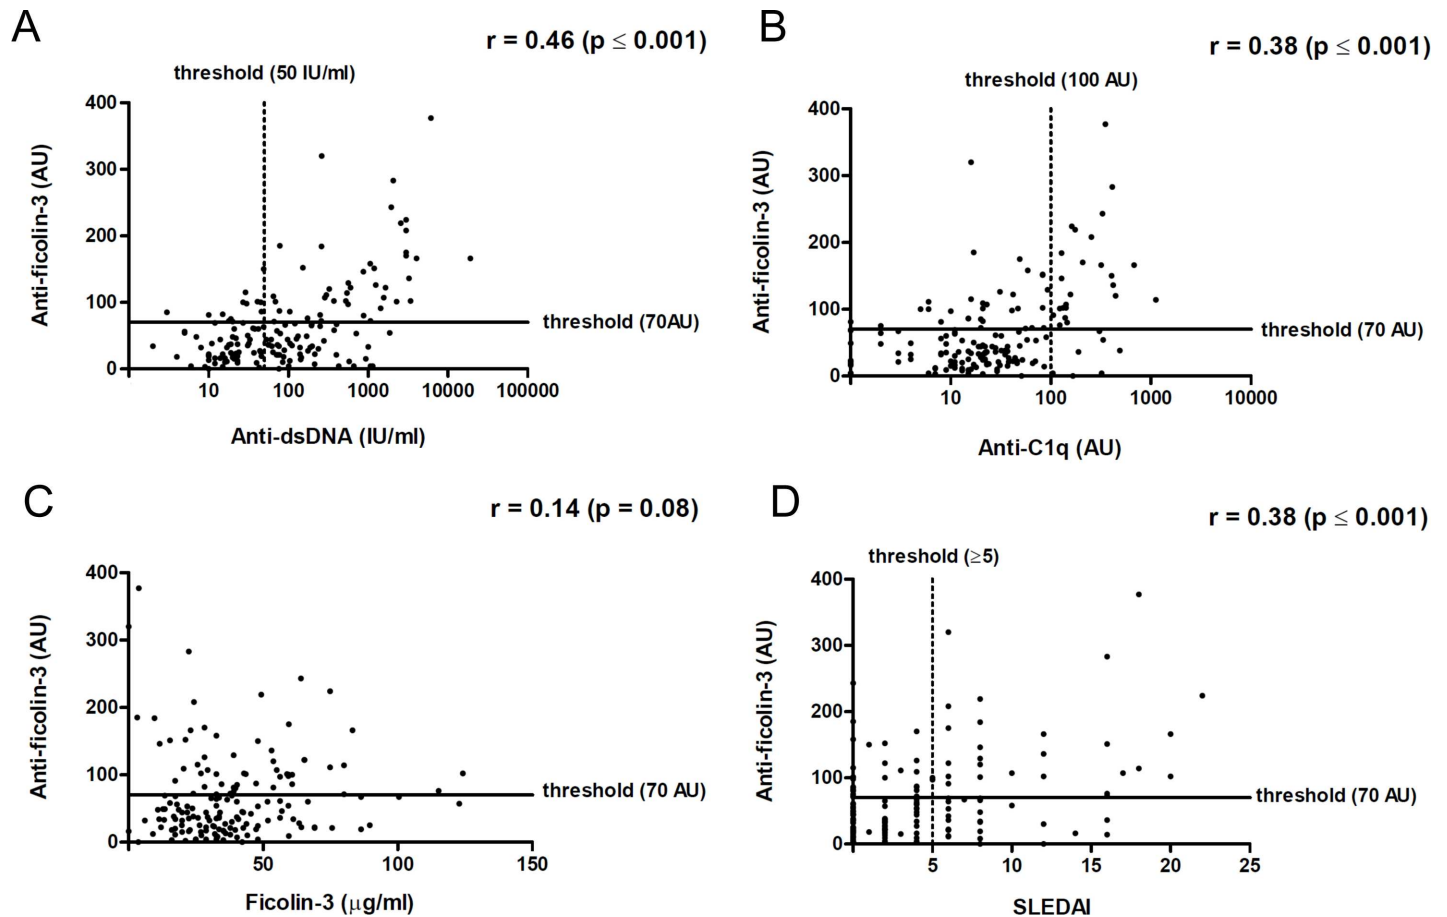 A
r = 0.46 (p ≤ 0.001)
threshold (50 IU/ml)
400
300
200
100
0
Anti-ficolin-3 (AU)
threshold (70AU)
10 100 1000 10000 100000
Anti-dsDNA (IU/ml)
B
r = 0.38 (p ≤ 0.001)
threshold (100 AU)
400
300
200
100
0
Anti-ficolin-3 (AU)
threshold (70 AU)
10 100 1000 10000
Anti-C1q (AU)
C
r = 0.14 (p = 0.08)
400
300
200
100
0
Anti-ficolin-3 (AU)
threshold (70 AU)
50 100 150
Ficolin-3 (μg/ml)
D
r = 0.38 (p ≤ 0.001)
threshold (≥5)
400
300
200
100
0
Anti-ficolin-3 (AU)
threshold (70 AU)
5 10 15 20 25
SLEDAI